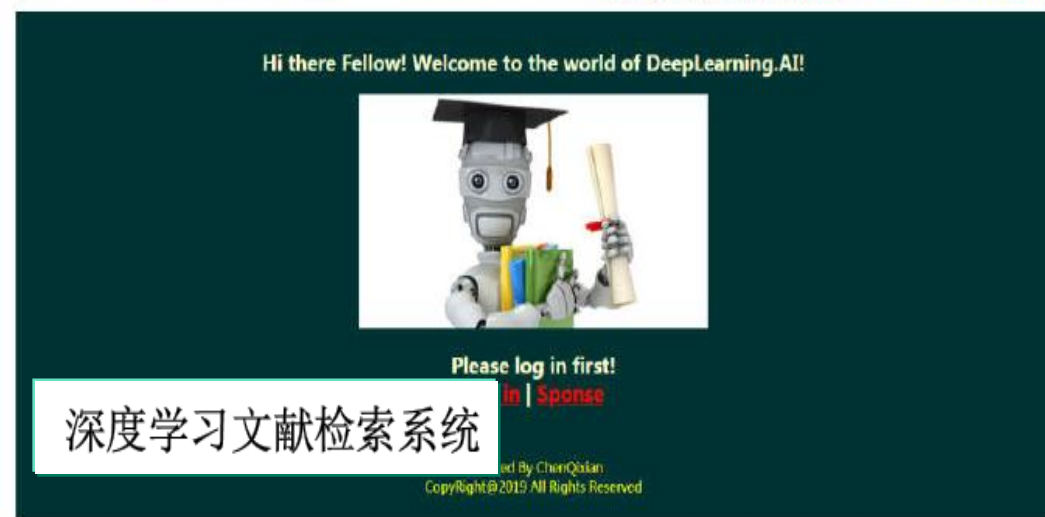 Hi there Fellow! Welcome to the world of DeepLearning.AI!
Please log in first!
in | Sponse
深度学习文献检索系统
ed By ChenQixian
CopyRight@2019 All Rights Reserved